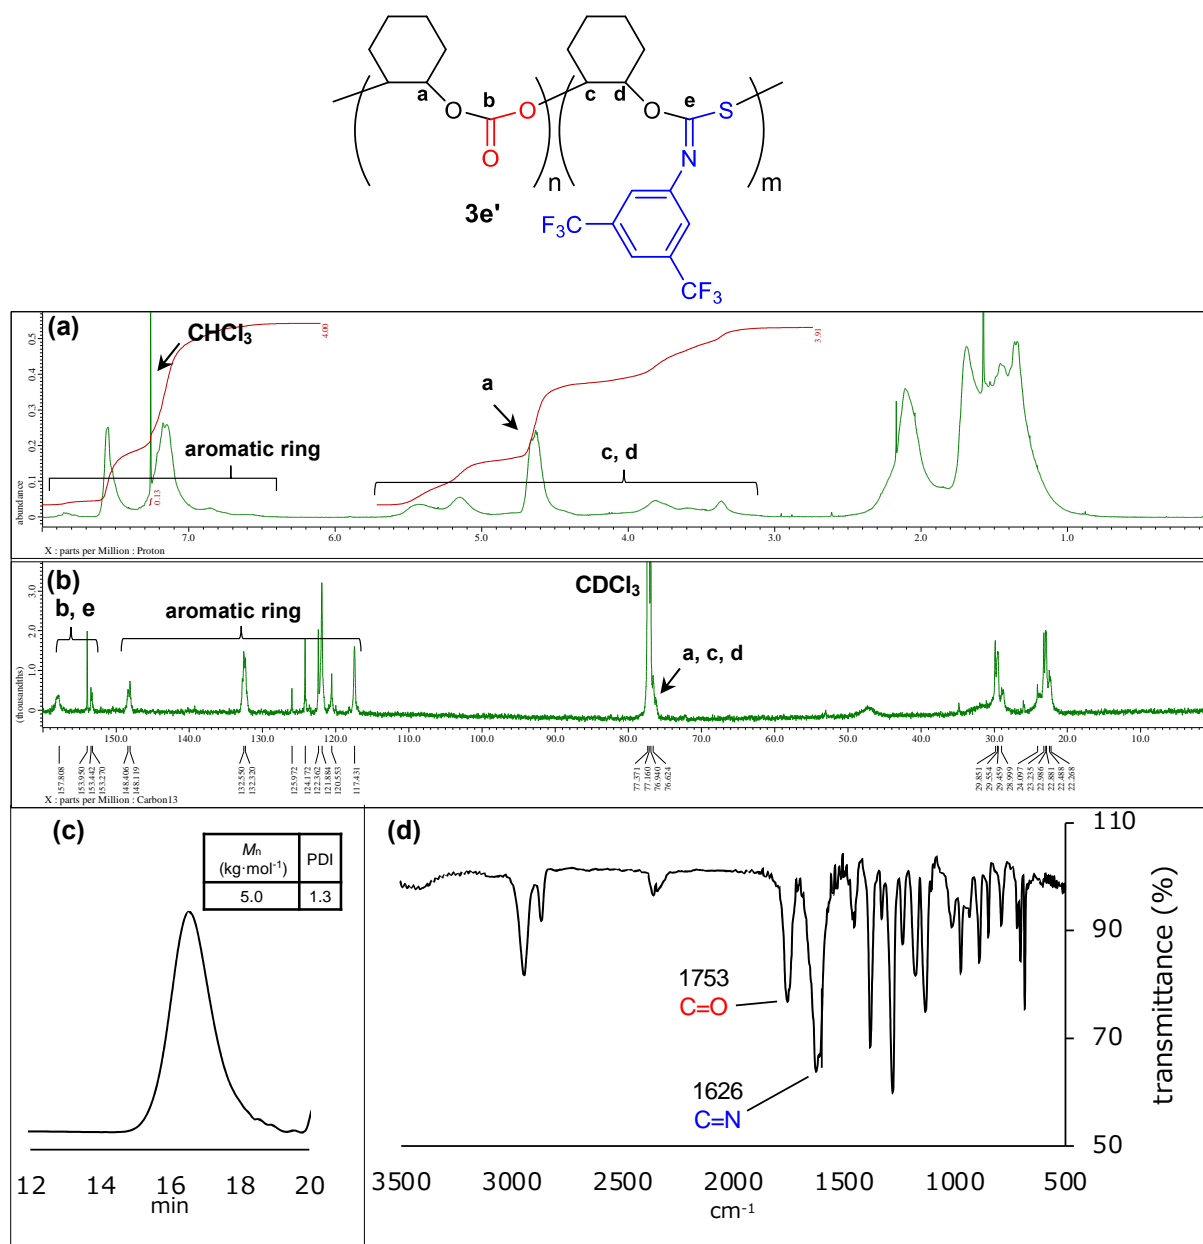 a
b
c
d
e
O
O
O
O
S
N
n
m
3e'
F₃C
CF₃
(a)
CHCl₃
4.00
3.91
0.13
a
aromatic ring
c, d
abundance
0 0.1 0.2 0.3 0.4 0.5
7.0 6.0 5.0 4.0 3.0 2.0 1.0
X : parts per Million : Proton
(b)
CDCl₃
b, e
aromatic ring
a, c, d
(thousandths)
0 1.0 2.0 3.0
150.0 140.0 130.0 120.0 110.0 100.0 90.0 80.0 70.0 60.0 50.0 40.0 30.0 20.0 10.0
157.808
153.950
153.442
153.270
148.406
148.119
132.550
132.320
125.972
124.172
122.362
121.884
120.553
117.431
77.371
77.160
76.940
76.624
29.851
29.554
29.459
28.999
24.097
23.235
22.986
22.881
22.488
22.268
X : parts per Million : Carbon13
(c)
Mn
(kg·mol⁻¹)
PDI
5.0
1.3
12 14 16 18 20
min
(d)
110
90
70
50
transmittance (%)
1753
C=O
1626
C=N
3500 3000 2500 2000 1500 1000 500
cm⁻¹